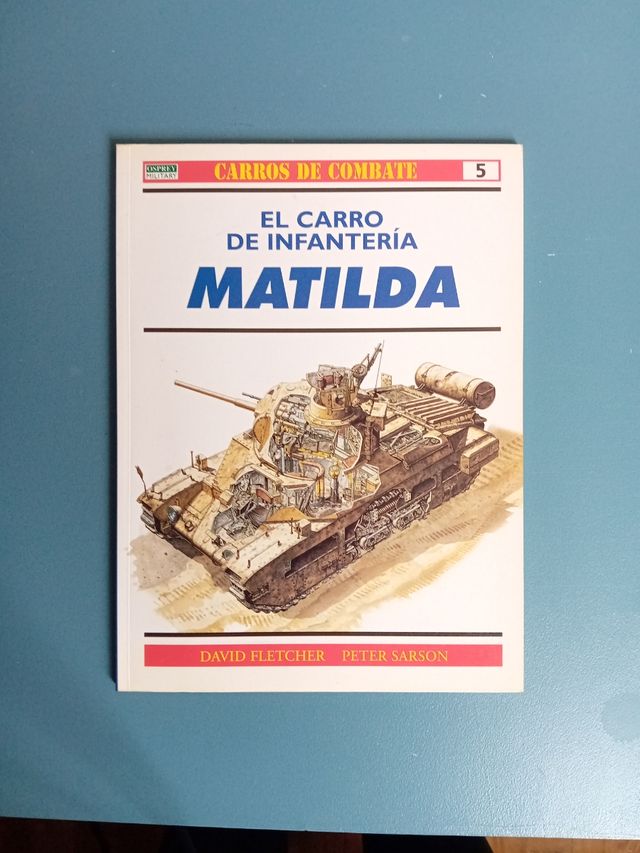 OSPREY
MILITARY
CARROS DE COMBATE
5
EL CARRO
DE INFANTERÍA
MATILDA
DAVID FLETCHER PETER SARSON